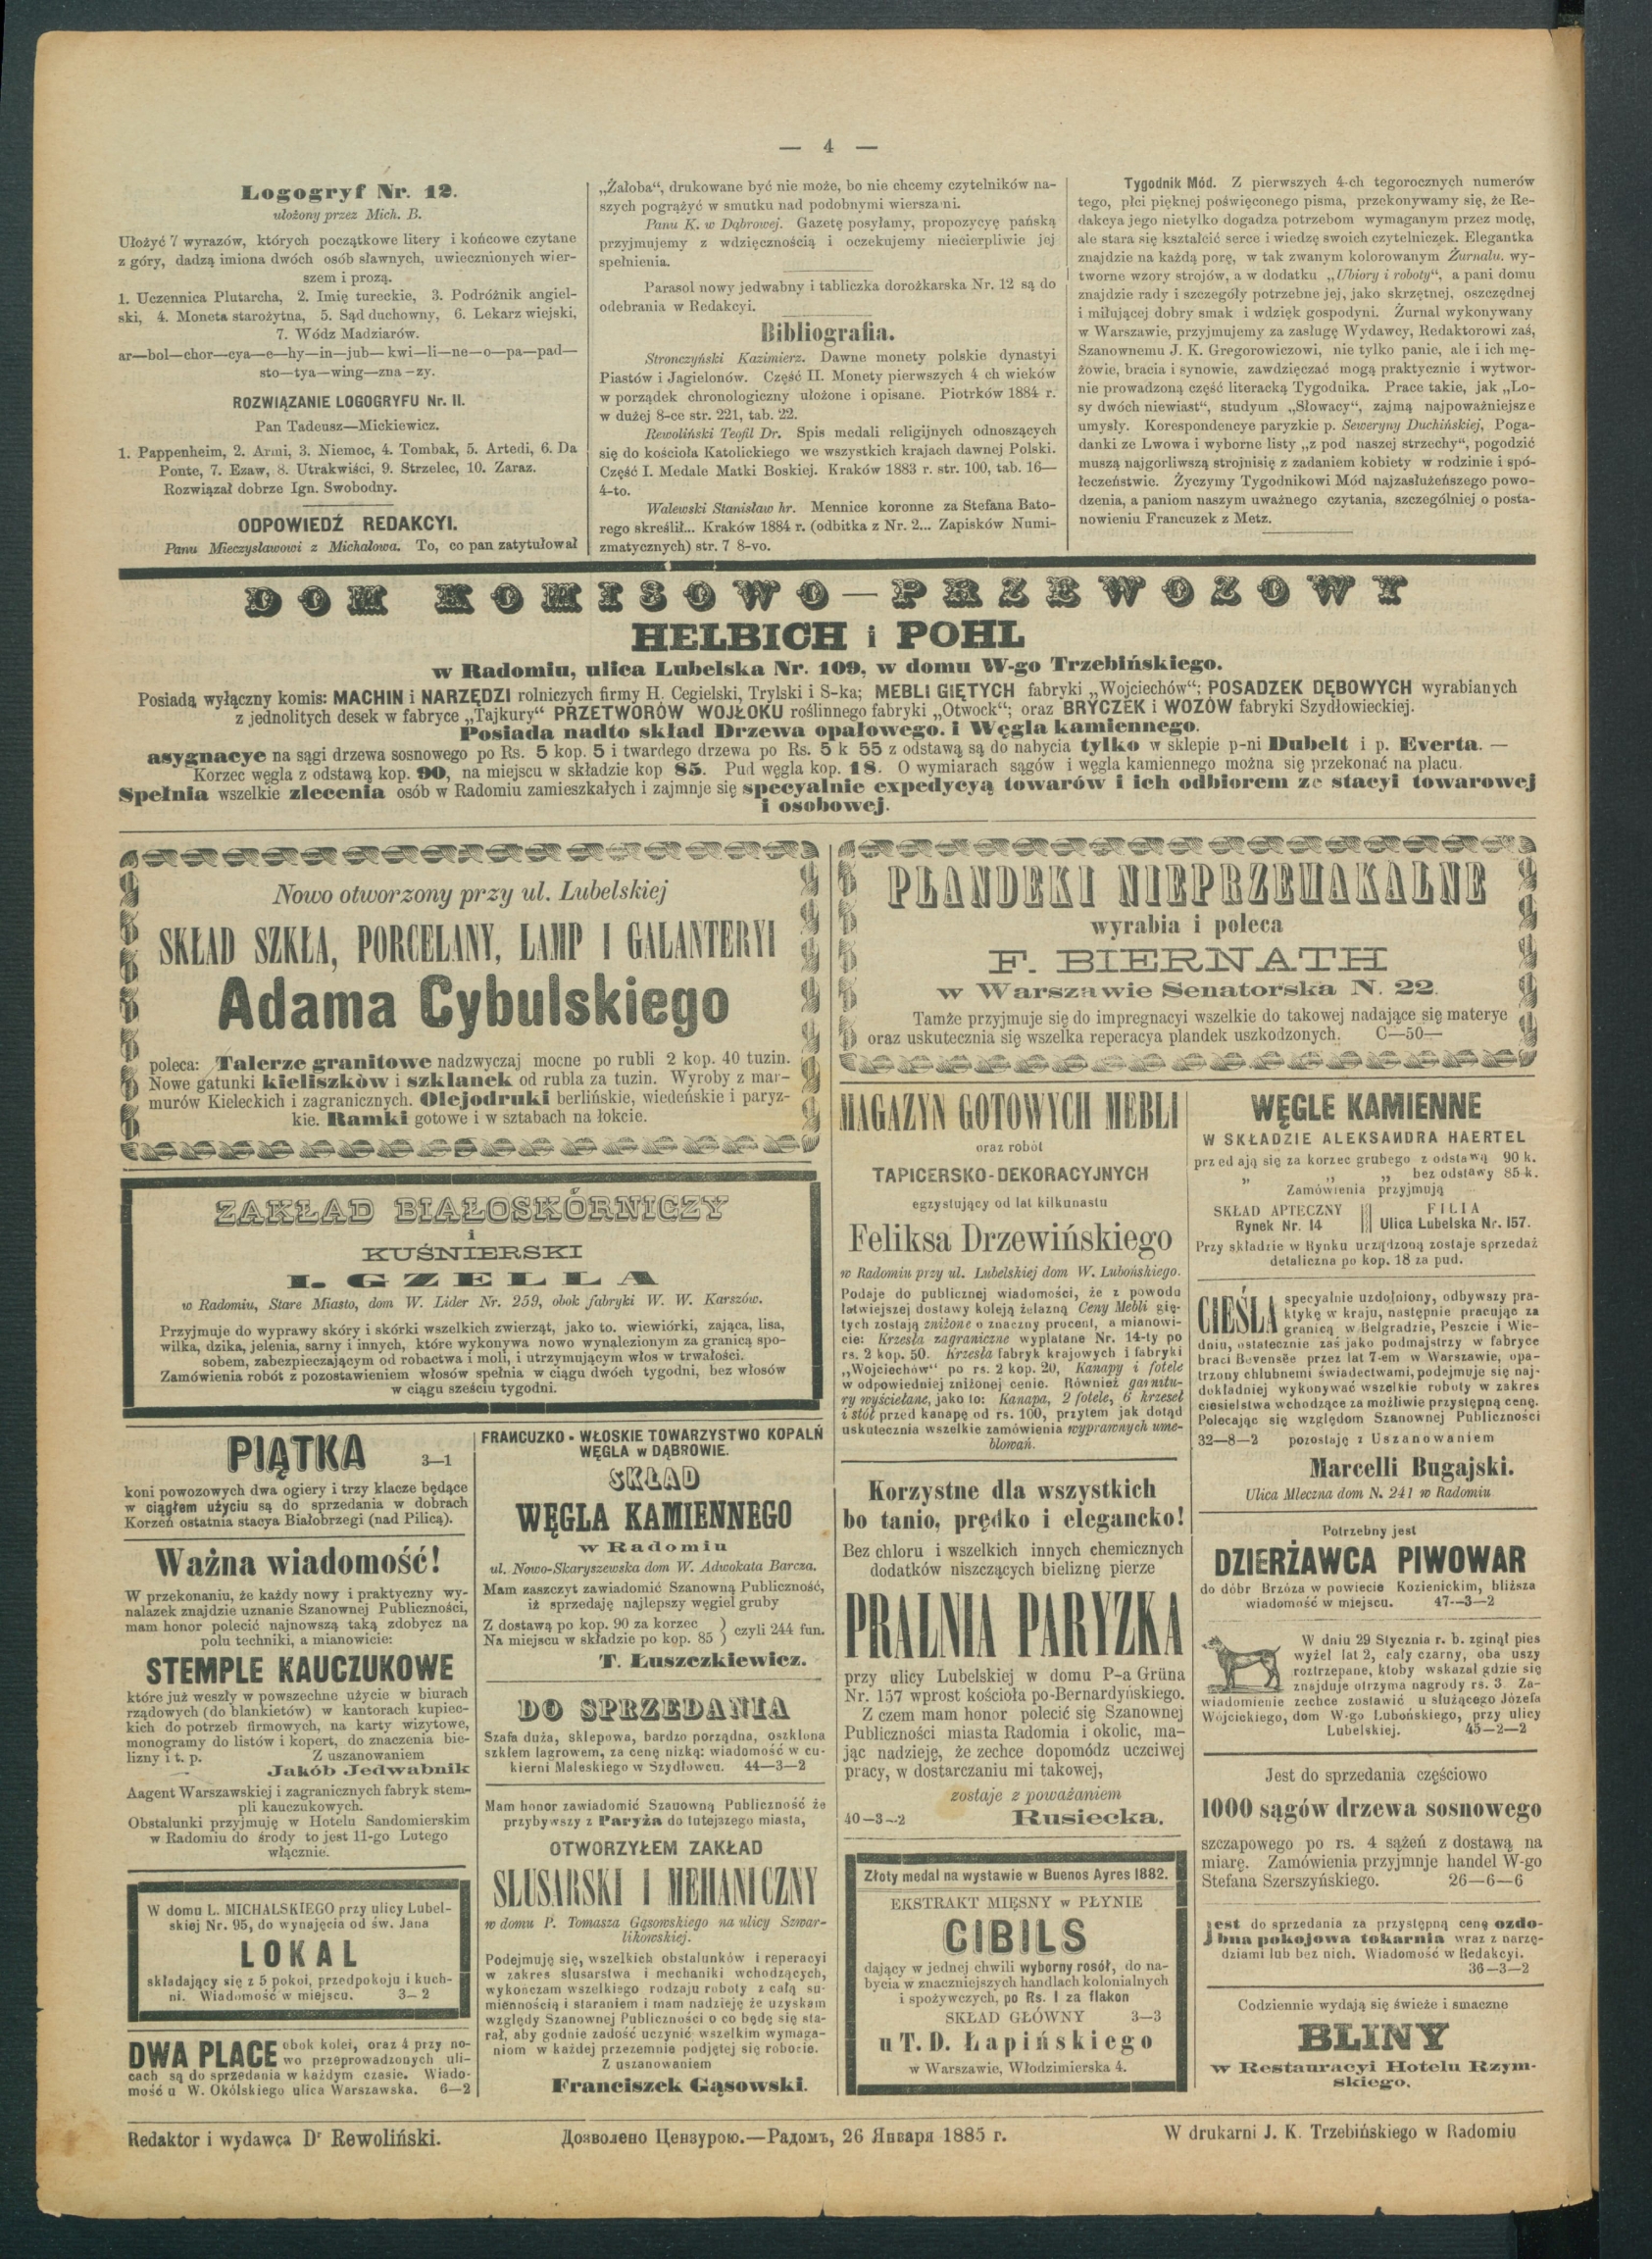 — 4 —
Logogryf Nr. 12.
ułożony przez Mich. B.
Ułożyć 7 wyrazów, których początkowe litery i końcowe czytane
z góry, dadzą imiona dwóch osób sławnych, uwiecznionych wier-
szem i prozą.
1. Uczennica Plutarcha, 2. Imię tureckie, 3. Podróżnik angiel-
ski, 4. Moneta starożytna, 5. Sąd duchowny, 6. Lekarz wiejski,
7. Wódz Madziarów.
ar—bol—chor—cya—e—hy—in—jub—kwi—li—ne—o—pa—pad—
sto—tya—wing—zna—zy.
ROZWIĄZANIE LOGOGRYFU Nr. II.
Pan Tadeusz—Mickiewicz.
1. Pappenheim, 2. Armi, 3. Niemoc, 4. Tombak, 5. Artedi, 6. Da
Ponte, 7. Ezaw, 8. Utrakwiści, 9. Strzelec, 10. Zaraz.
Rozwiązał dobrze Ign. Swobodny.
ODPOWIEDŹ REDAKCYI.
Panu Mieczysławowi z Michałowa. To, co pan zatytułował
„Żałoba“, drukowane być nie może, bo nie chcemy czytelników na-
szych pogrążyć w smutku nad podobnymi wierszami.
Panu K. w Dąbrowej. Gazetę posyłamy, propozycyę pańską
przyjmujemy z wdzięcznością i oczekujemy niecierpliwie jej
spełnienia.
Parasol nowy jedwabny i tabliczka dorożkarska Nr. 12 są do
odebrania w Redakcyi.
Bibliografia.
Stronczyński Kazimierz. Dawne monety polskie dynastyi
Piastów i Jagielonów. Część II. Monety pierwszych 4 ch wieków
w porządek chronologiczny ułożone i opisane. Piotrków 1884 r.
w dużej 8-ce str. 221, tab. 22.
Rewoliński Teofil Dr. Spis medali religijnych odnoszących
się do kościoła Katolickiego we wszystkich krajach dawnej Polski.
Część I. Medale Matki Boskiej. Kraków 1883 r. str. 100, tab. 16—
4-to.
Walewski Stanisław hr. Mennice koronne za Stefana Bato-
rego skreślił... Kraków 1884 r. (odbitka z Nr. 2... Zapisków Numi-
zmatycznych) str. 7 8-vo.
Tygodnik Mód. Z pierwszych 4-ch tegorocznych numerów
tego, płci pięknej poświęconego pisma, przekonywamy się, że Re-
dakcya jego nietylko dogadza potrzebom wymaganym przez modę,
ale stara się kształcić serce i wiedzę swoich czytelniczek. Elegantka
znajdzie na każdą porę, w tak zwanym kolorowanym Żurnalu. wy-
tworne wzory strojów, a w dodatku „Ubiory i roboty“, a pani domu
znajdzie rady i szczegóły potrzebne jej, jako skrzętnej, oszczędnej
i miłującej dobry smak i wdzięk gospodyni. Żurnal wykonywany
w Warszawie, przyjmujemy za zasługę Wydawcy, Redaktorowi zaś,
Szanownemu J. K. Gregorowiczowi, nie tylko panie, ale i ich mę-
żowie, bracia i synowie, zawdzięczać mogą praktycznie i wytwor-
nie prowadzoną część literacką Tygodnika. Prace takie, jak „Lo-
sy dwóch niewiast“, studyum „Słowacy“, zajmą najpoważniejsze
umysły. Korespondencye paryzkie p. Seweryny Duchińskiej, Poga-
danki ze Lwowa i wyborne listy „z pod naszej strzechy“, pogodzić
muszą najgorliwszą strojnisię z zadaniem kobiety w rodzinie i spó-
łeczeństwie. Życzymy Tygodnikowi Mód najzasłużeńszego powo-
dzenia, a paniom naszym uważnego czytania, szczególniej o posta-
nowieniu Francuzek z Metz.
DOM KOMISOWO—PRZEWOZOWY
HELBICH i POHL
w Radomiu, ulica Lubelska Nr. 109, w domu W-go Trzebińskiego.
Posiadą wyłączny komis: MACHIN i NARZĘDZI rolniczych firmy H. Cegielski, Trylski i S-ka; MEBLI GIĘTYCH fabryki „Wojciechów“; POSADZEK DĘBOWYCH wyrabianych
z jednolitych desek w fabryce „Tajkury“ PRZETWORÓW WOJŁOKU roślinnego fabryki „Otwock“; oraz BRYCZEK i WOZÓW fabryki Szydłowieckiej.
Posiada nadto skład Drzewa opałowego. i Węgla kamiennego.
asygnacye na sągi drzewa sosnowego po Rs. 5 kop. 5 i twardego drzewa po Rs. 5 k 55 z odstawą są do nabycia tylko w sklepie p-ni Dubelt i p. Everta. —
Korzec węgla z odstawą kop. 90, na miejscu w składzie kop 85. Pud węgla kop. 18. O wymiarach sągów i węgla kamiennego można się przekonać na placu.
Spełnia wszelkie zlecenia osób w Radomiu zamieszkałych i zajmnje się specyalnie expedycyą towarów i ich odbiorem ze stacyi towarowej
i osobowej.
Nowo otworzony przy ul. Lubelskiej
SKŁAD SZKŁA, PORCELANY, LAMP I GALANTERYI
Adama Cybulskiego
poleca: Talerze granitowe nadzwyczaj mocne po rubli 2 kop. 40 tuzin.
Nowe gatunki kieliszków i szklanek od rubla za tuzin. Wyroby z mar-
murów Kieleckich i zagranicznych. Olejodruki berlińskie, wiedeńskie i paryz-
kie. Ramki gotowe i w sztabach na łokcie.
PLANDEKI NIEPRZEMAKALNE
wyrabia i poleca
F. BIERNATH
w Warszawie Senatorska N. 22.
Tamże przyjmuje się do impregnacyi wszelkie do takowej nadające się materye
oraz uskutecznia się wszelka reperacya plandek uszkodzonych. C—50—
ZAKŁAD BIAŁOSKÓRNICZY
i
KUŚNIERSKI
I. GZELLA
w Radomiu, Stare Miasto, dom W. Lider Nr. 259, obok fabryki W. W. Karszów.
Przyjmuje do wyprawy skóry i skórki wszelkich zwierząt, jako to. wiewiórki, zająca, lisa,
wilka, dzika, jelenia, sarny i innych, które wykonywa nowo wynalezionym za granicą spo-
sobem, zabezpieczającym od robactwa i moli, i utrzymującym włos w trwałości.
Zamówienia robót z pozostawieniem włosów spełnia w ciągu dwóch tygodni, bez włosów
w ciągu sześciu tygodni.
PIĄTKA 3—1
koni powozowych dwa ogiery i trzy klacze będące
w ciągłem użyciu są do sprzedania w dobrach
Korzeń ostatnia stacya Białobrzegi (nad Pilicą).
Ważna wiadomość!
W przekonaniu, że każdy nowy i praktyczny wy-
nalazek znajdzie uznanie Szanownej Publiczności,
mam honor polecić najnowszą taką zdobycz na
polu techniki, a mianowicie:
STEMPLE KAUCZUKOWE
które już weszły w powszechne użycie w biurach
rządowych (do blankietów) w kantorach kupiec-
kich do potrzeb firmowych, na karty wizytowe,
monogramy do listów i kopert, do znaczenia bie-
lizny i t. p. Z uszanowaniem
Jakób Jedwabnik
Aagent Warszawskiej i zagranicznych fabryk stem-
pli kauczukowych.
Obstalunki przyjmuję w Hotelu Sandomierskim
w Radomiu do środy to jest 11-go Lutego
włącznie.
W domu L. MICHALSKIEGO przy ulicy Lubel-
skiej Nr. 95, do wynajęcia od św. Jana
LOKAL
składający się z 5 pokoi, przedpokoju i kuch-
ni. Wiadomość w miejscu. 3—2
DWA PLACE obok kolei, oraz 4 przy no-
wo przeprowadzonych uli-
cach są do sprzedania w każdym czasie. Wiado-
mość u W. Okólskiego ulica Warszawska. 6—2
FRANCUZKO - WŁOSKIE TOWARZYSTWO KOPALŃ
WĘGLA w DĄBROWIE.
SKŁAD
WĘGLA KAMIENNEGO
w Radomiu
ul. Nowo-Skaryszewska dom W. Adwokata Barcza.
Mam zaszczyt zawiadomić Szanowną Publiczność,
iż sprzedaję najlepszy węgiel gruby
Z dostawą po kop. 90 za korzec } czyli 244 fun.
Na miejscu w składzie po kop. 85
T. Łuszczkiewicz.
DO SPRZEDANIA
Szafa duża, sklepowa, bardzo porządna, oszklona
szkłem lagrowem, za cenę nizką: wiadomość w cu-
kierni Maleskiego w Szydłowcu. 44—3—2
Mam honor zawiadomić Szanowną Publiczność że
przybywszy z Paryża do tutejszego miasta,
OTWORZYŁEM ZAKŁAD
SLUSARSKI I MEHANICZNY
w domu P. Tomasza Gąsowskiego na ulicy Szwar-
likowskiej.
Podejmuję się, wszelkich obstalunków i reperacyi
w zakres slusarstwa i mechaniki wchodzących,
wykonczam wszelkiego rodzaju roboty z całą su-
miennością i staraniem i mam nadzieję że uzyskam
względy Szanownej Publiczności o co będę się sta-
rał, aby godnie zadość uczynić wszelkim wymaga-
niom w każdej przezemnie podjętej się robocie.
Z uszanowaniem
Franciszek Gąsowski.
MAGAZYN GOTOWYCH MEBLI
oraz robót
TAPICERSKO-DEKORACYJNYCH
egzystujący od lat kilkunastu
Feliksa Drzewińskiego
w Radomiu przy ul. Lubelskiej dom W. Lubońskiego.
Podaje do publicznej wiadomości, że z powodu
łatwiejszej dostawy koleją żelazną Ceny Mebli gię-
tych zostają zniżone o znaczny procent, a mianowi-
cie: Krzesła zagraniczne wyplatane Nr. 14-ty po
rs. 2 kop. 50. Krzesła fabryk krajowych i fabryki
„Wojciechów“ po rs. 2 kop. 20, Kanapy i fotele
w odpowiedniej zniżonej cenie. Również garnitu-
ry wyściełane, jako to: Kanapa, 2 fotele, 6 krzeseł
i stół przed kanapę od rs. 100, przytem jak dotąd
uskutecznia wszelkie zamówienia wyprawnych ume-
blowań.
Korzystne dla wszystkich
bo tanio, prędko i elegancko!
Bez chloru i wszelkich innych chemicznych
dodatków niszczących bieliznę pierze
PRALNIA PARYZKA
przy ulicy Lubelskiej w domu P-a Grüna
Nr. 157 wprost kościoła po-Bernardyńskiego.
Z czem mam honor polecić się Szanownej
Publiczności miasta Radomia i okolic, ma-
jąc nadzieję, że zechce dopomódz uczciwej
pracy, w dostarczaniu mi takowej,
zostaje z poważaniem
40—3—2 Rusiecka.
Złoty medal na wystawie w Buenos Ayres 1882.
EKSTRAKT MIĘSNY w PŁYNIE
CIBILS
dający w jednej chwili wyborny rosół, do na-
bycia w znaczniejszych handlach kolonialnych
i spożywczych, po Rs. I za flakon
SKŁAD GŁÓWNY 3—3
u T. D. Łapińskiego
w Warszawie, Włodzimierska 4.
WĘGLE KAMIENNE
W SKŁADZIE ALEKSANDRA HAERTEL
przedają się za korzec grubego z odstawą 90 k.
„ „ „ bez odstawy 85 k.
Zamówienia przyjmują
SKŁAD APTECZNY
Rynek Nr. 14
FILIA
Ulica Lubelska Nr. 157.
Przy składzie w Rynku urządzoną zostaje sprzedaż
detaliczna po kop. 18 za pud.
CIEŚLA specyalnie uzdolniony, odbywszy pra-
ktykę w kraju, następnie pracując za
granicą w Belgradzie, Peszcie i Wie-
dniu, ostatecznie zaś jako podmajstrzy w fabryce
braci Bevensëe przez lat 7-em w Warszawie, opa-
trzony chlubnemi świadectwami, podejmuje się naj-
dokładniej wykonywać wszelkie roboty w zakres
ciesielstwa wchodzące za możliwie przystępną cenę.
Polecając się względom Szanownej Publiczności
32—8—2 pozostaję z Uszanowaniem
Marcelli Bugajski.
Ulica Mleczna dom N. 241 w Radomiu
Potrzebny jest
DZIERŻAWCA PIWOWAR
do dóbr Brzóza w powiecie Kozienickim, bliższa
wiadomość w miejscu. 47—3—2
W dniu 29 Stycznia r. b. zginął pies
wyżeł lat 2, cały czarny, oba uszy
roztrzepane, ktoby wskazał gdzie się
znajduje otrzyma nagrody rs. 3. Za-
wiadomienie zechce zostawić u służącego Józefa
Wójcickiego, dom W-go Lubońskiego, przy ulicy
Lubelskiej. 45—2—2
Jest do sprzedania częściowo
1000 sągów drzewa sosnowego
szczapowego po rs. 4 sążeń z dostawą na
miarę. Zamówienia przyjmnje handel W-go
Stefana Szerszyńskiego. 26—6—6
Jest do sprzedania za przystępną cenę ozdo-
bna pokojowa tokarnia wraz z narzę-
dziami lub bez nich. Wiadomość w Redakcyi.
36—3—2
Codziennie wydają się świeże i smaczne
BLINY
w Restauracyi Hotelu Rzym-
skiego.
Redaktor i wydawca Dr Rewoliński.
Дозволено Цензурою.—Радомъ, 26 Января 1885 г.
W drukarni J. K. Trzebińskiego w Radomiu